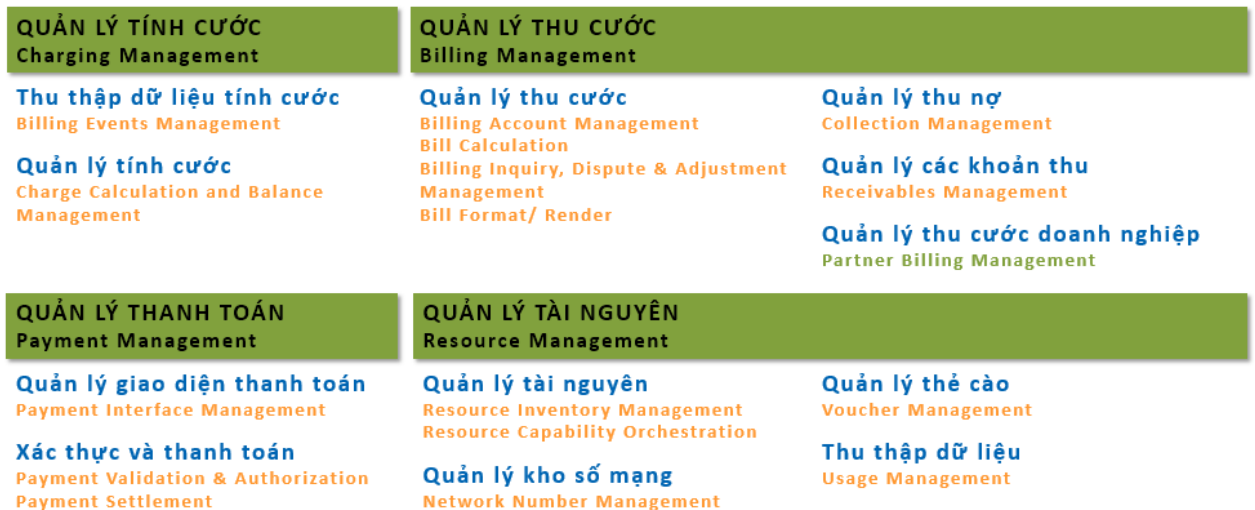 QUẢN LÝ TÍNH CƯỚC
Charging Management
Thu thập dữ liệu tính cước
Billing Events Management
Quản lý tính cước
Charge Calculation and Balance
Management
QUẢN LÝ THU CƯỚC
Billing Management
Quản lý thu cước
Billing Account Management
Bill Calculation
Billing Inquiry, Dispute & Adjustment
Management
Bill Format/ Render
Quản lý thu nợ
Collection Management
Quản lý các khoản thu
Receivables Management
Quản lý thu cước doanh nghiệp
Partner Billing Management
QUẢN LÝ THANH TOÁN
Payment Management
Quản lý giao diện thanh toán
Payment Interface Management
Xác thực và thanh toán
Payment Validation & Authorization
Payment Settlement
QUẢN LÝ TÀI NGUYÊN
Resource Management
Quản lý tài nguyên
Resource Inventory Management
Resource Capability Orchestration
Quản lý kho số mạng
Network Number Management
Quản lý thẻ cào
Voucher Management
Thu thập dữ liệu
Usage Management